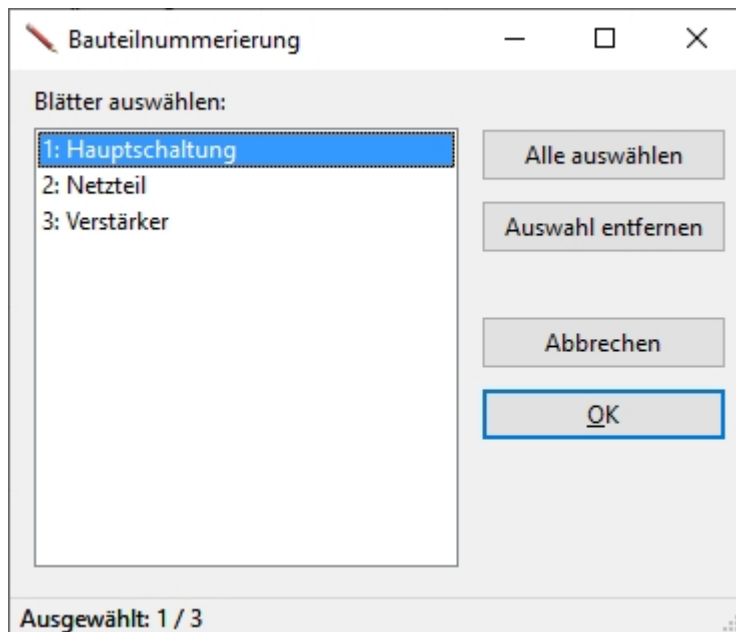 Bauteilnummerierung
Blätter auswählen:
1: Hauptschaltung
2: Netzteil
3: Verstärker
Alle auswählen
Auswahl entfernen
Abbrechen
OK
Ausgewählt: 1 / 3